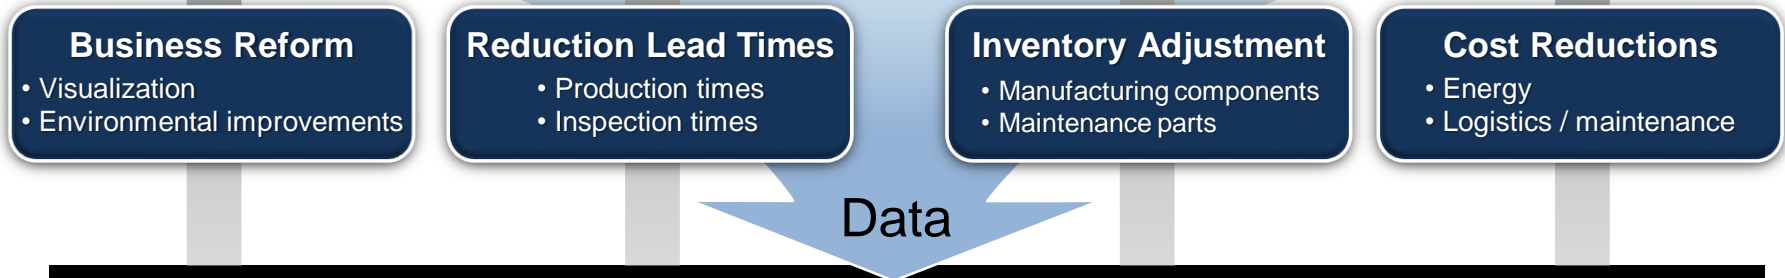 Business Reform
• Visualization
• Environmental improvements
Reduction Lead Times
• Production times
• Inspection times
Inventory Adjustment
• Manufacturing components
• Maintenance parts
Cost Reductions
• Energy
• Logistics / maintenance
Data